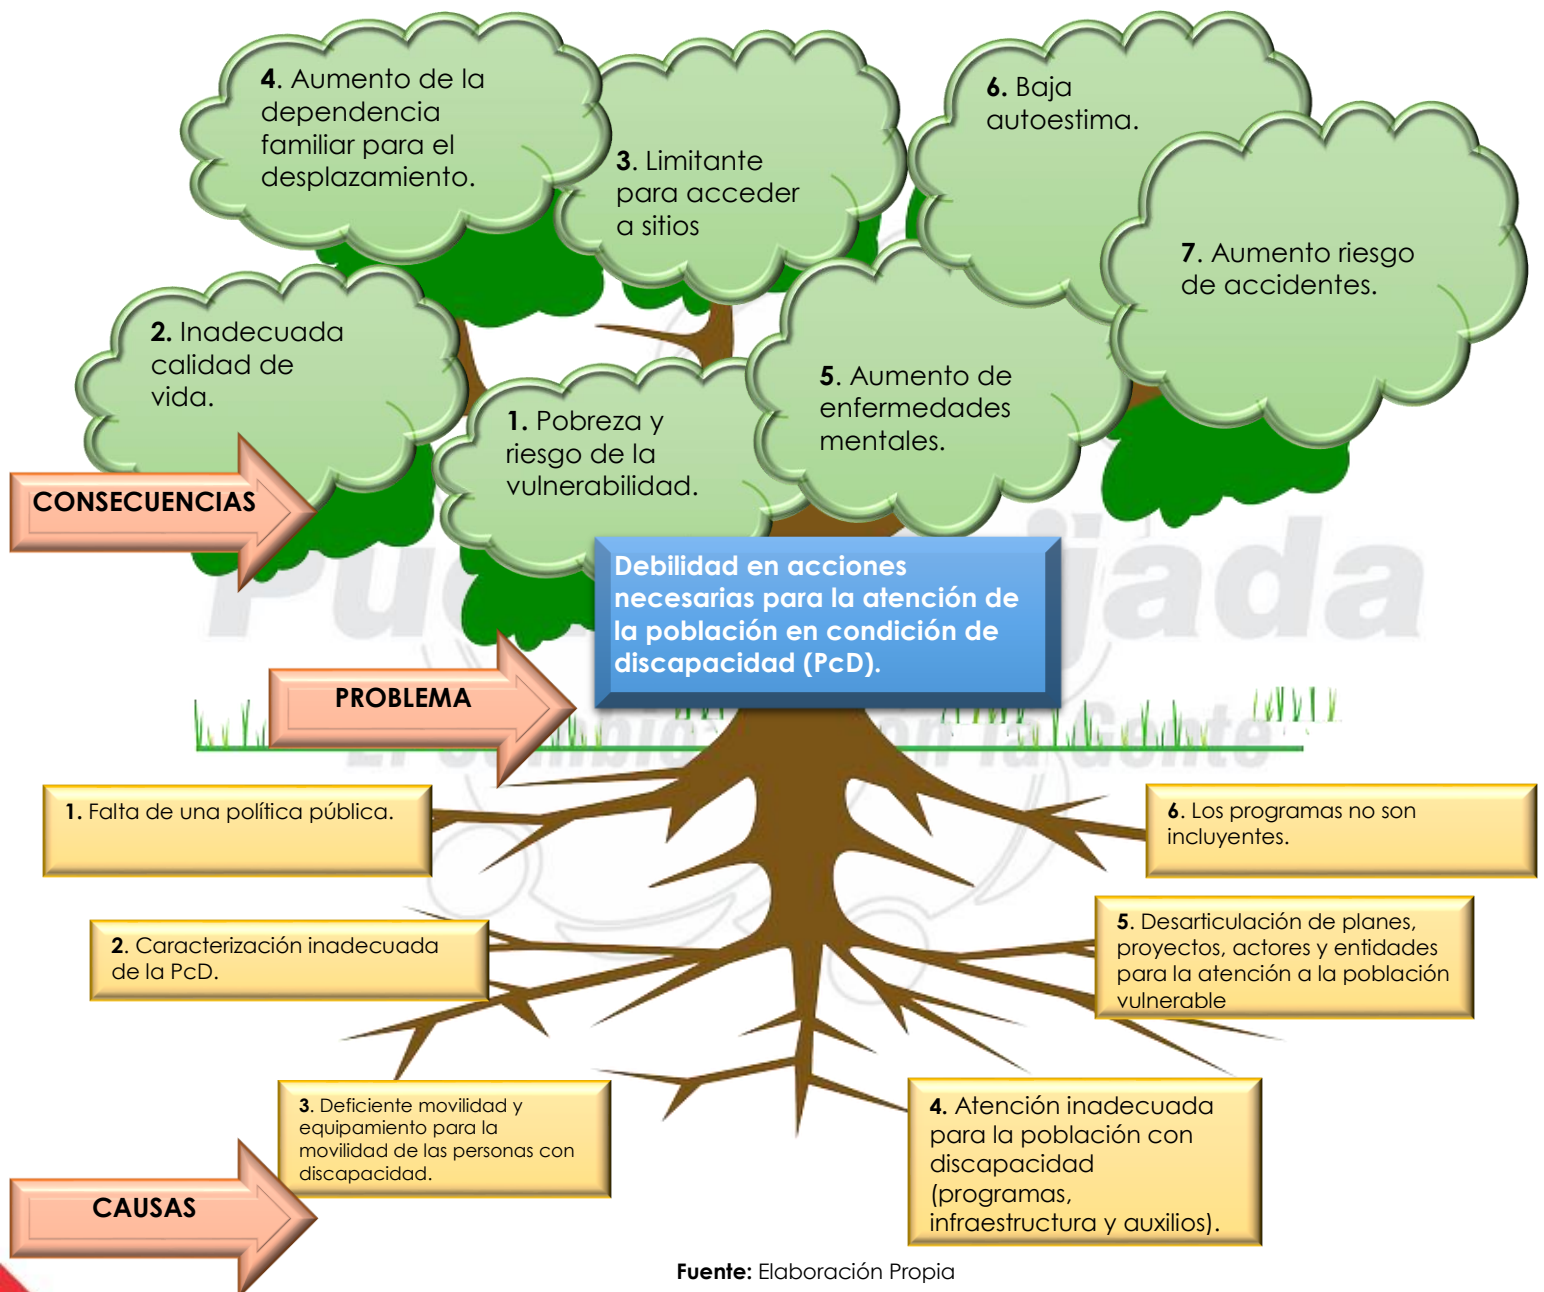 4. Aumento de la
dependencia
familiar para el
desplazamiento.
3. Limitante
para acceder
a sitios
6. Baja
autoestima.
7. Aumento riesgo
de accidentes.
2. Inadecuada
calidad de
vida.
1. Pobreza y
riesgo de la
vulnerabilidad.
5. Aumento de
enfermedades
mentales.
CONSECUENCIAS
Debilidad en acciones
necesarias para la atención de
la población en condición de
discapacidad (PcD).
PROBLEMA
1. Falta de una política pública.
6. Los programas no son
incluyentes.
2. Caracterización inadecuada
de la PcD.
5. Desarticulación de planes,
proyectos, actores y entidades
para la atención a la población
vulnerable
3. Deficiente movilidad y
equipamiento para la
movilidad de las personas con
discapacidad.
4. Atención inadecuada
para la población con
discapacidad
(programas,
infraestructura y auxilios).
CAUSAS
Fuente: Elaboración Propia